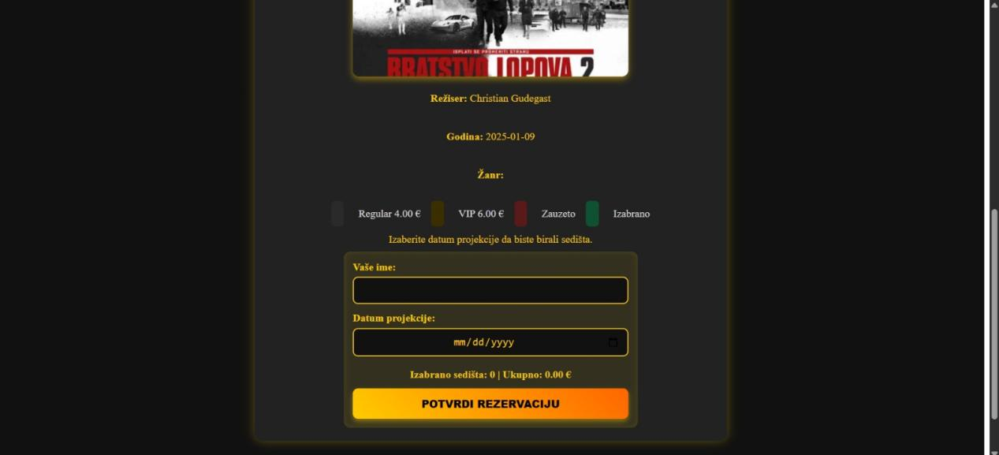 ISPLATI SE PROMENITI STRANU
BRATSTVO LOPOVA 2
Režiser: Christian Gudegast
Godina: 2025-01-09
Žanr:
Regular 4.00 € VIP 6.00 € Zauzeto Izabrano
Izaberite datum projekcije da biste birali sedišta.
Vaše ime:
Datum projekcije:
mm/dd/yyyy
Izabrano sedišta: 0 | Ukupno: 0.00 €
POTVRDI REZERVACIJU